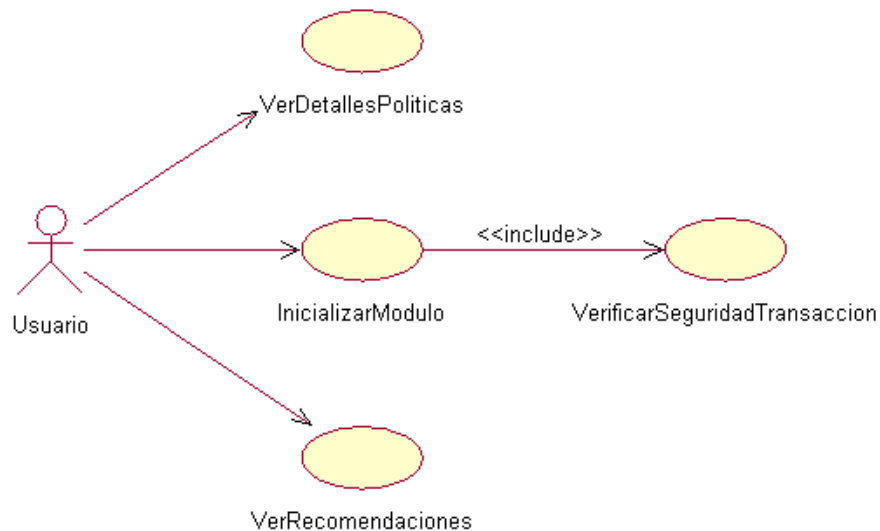 VerDetallesPoliticas
<<include>>
Usuario
InicializarModulo
VerificarSeguridadTransaccion
VerRecomendaciones